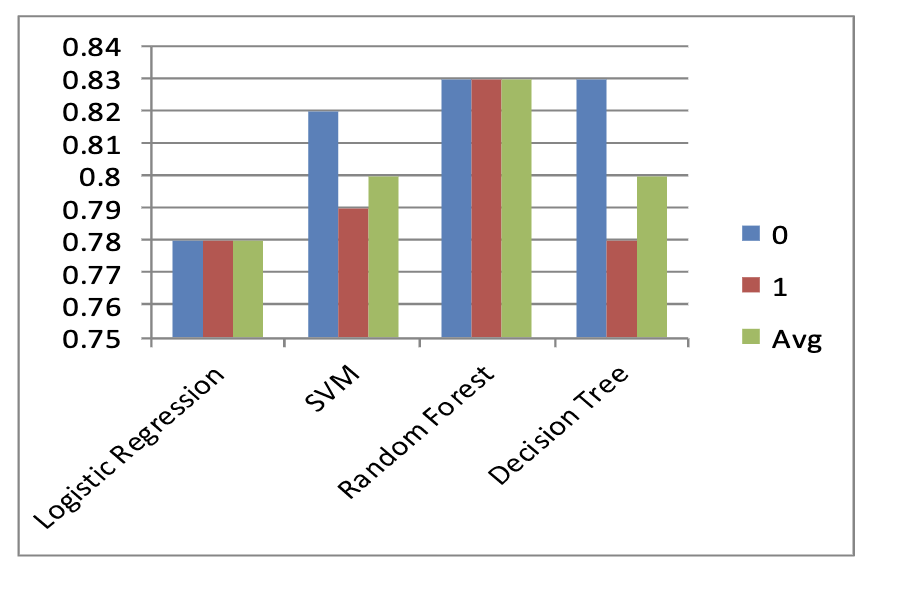 0.84
0.83
0.82
0.81
0.8
0.79
0.78
0.77
0.76
0.75
Logistic Regression
SVM
Random Forest
Decision Tree
0
1
Avg